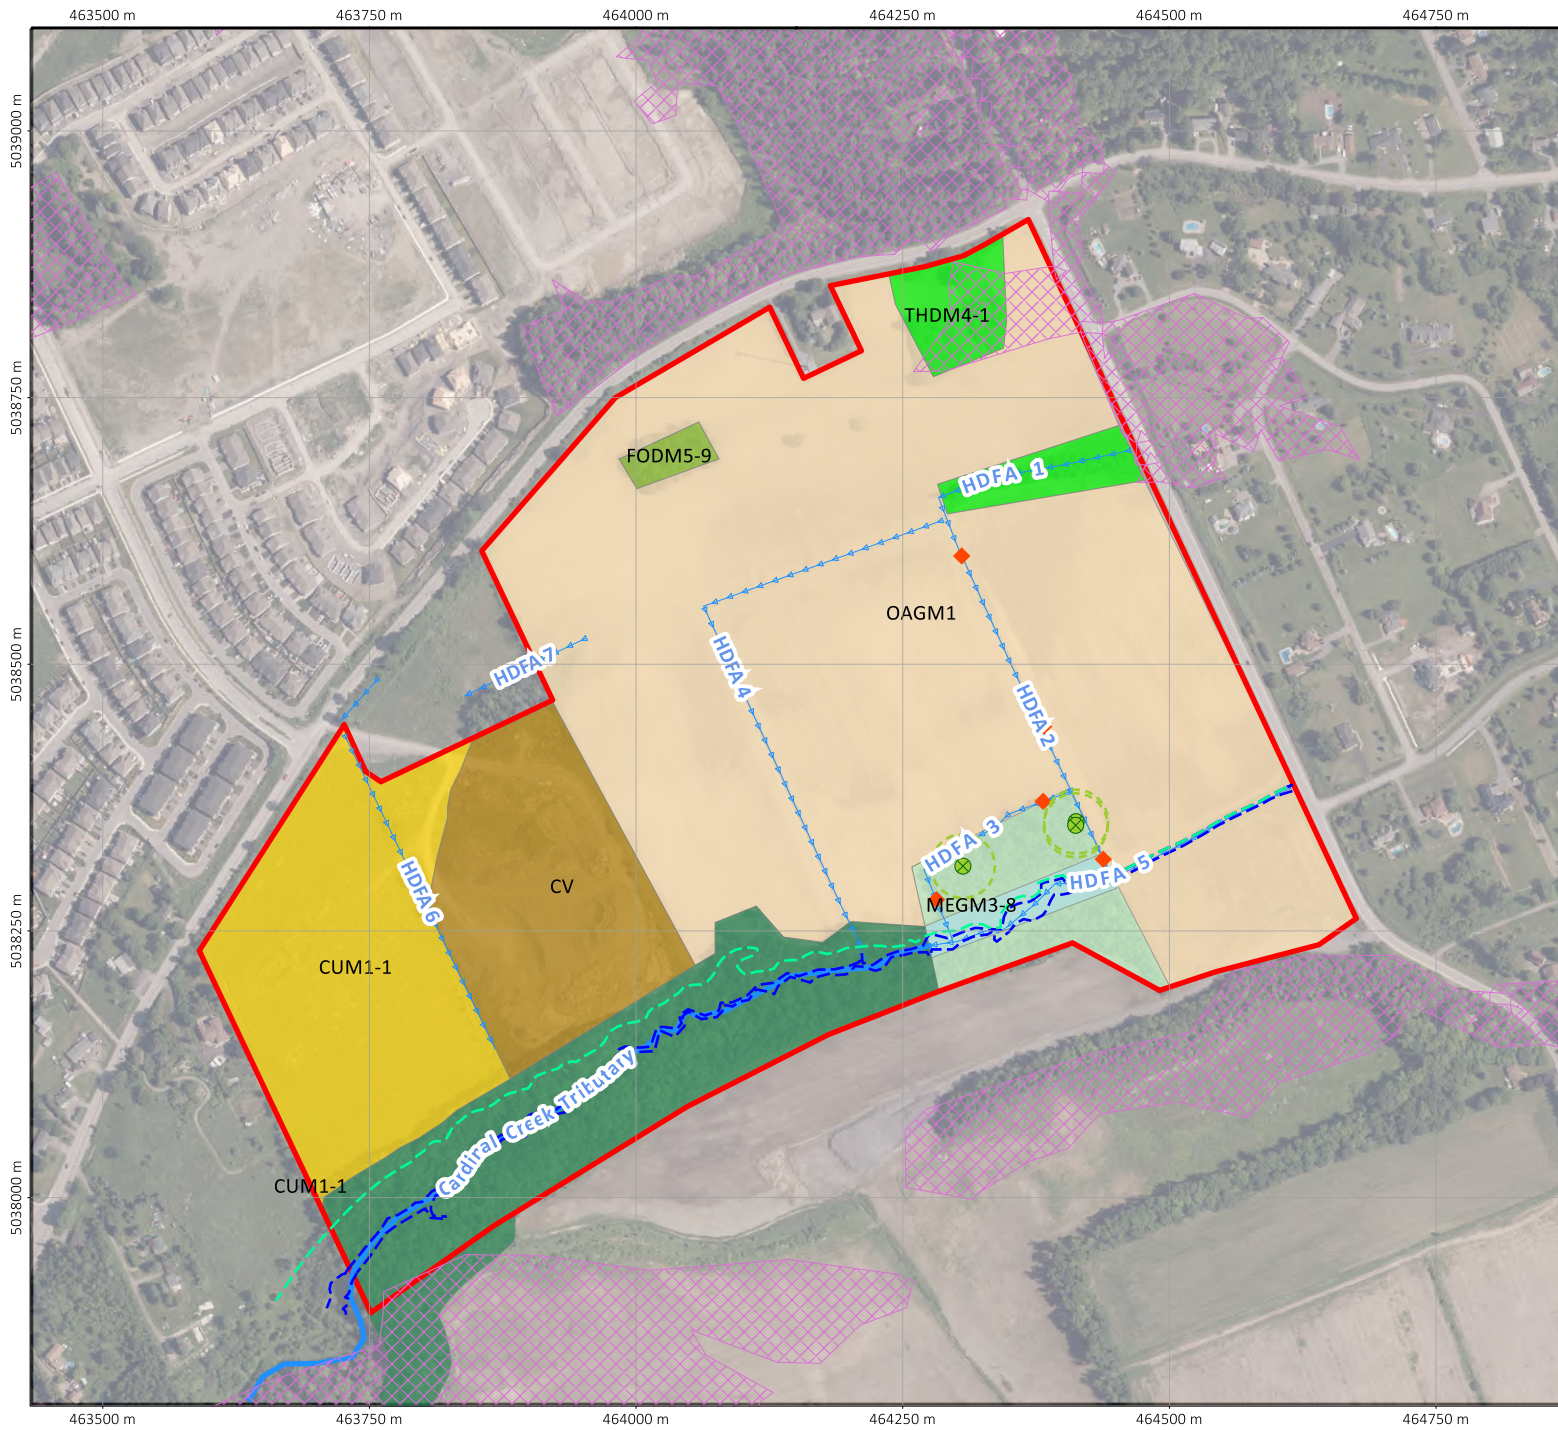 463500 m 463750 m 464000 m 464250 m 464500 m 464750 m
5039000 m
5038750 m
5038500 m
5038250 m
5038000 m
THDM4-1
FODM5-9
HDFA 1
OAGM1
HDFA 7
HDFA 4
HDFA 2
HDFA 3
HDFA 5
HDFA 6
CV
MEGM3-8
CUM1-1
Cardiral Creek Tributary
CUM1-1
463500 m 463750 m 464000 m 464250 m 464500 m 464750 m